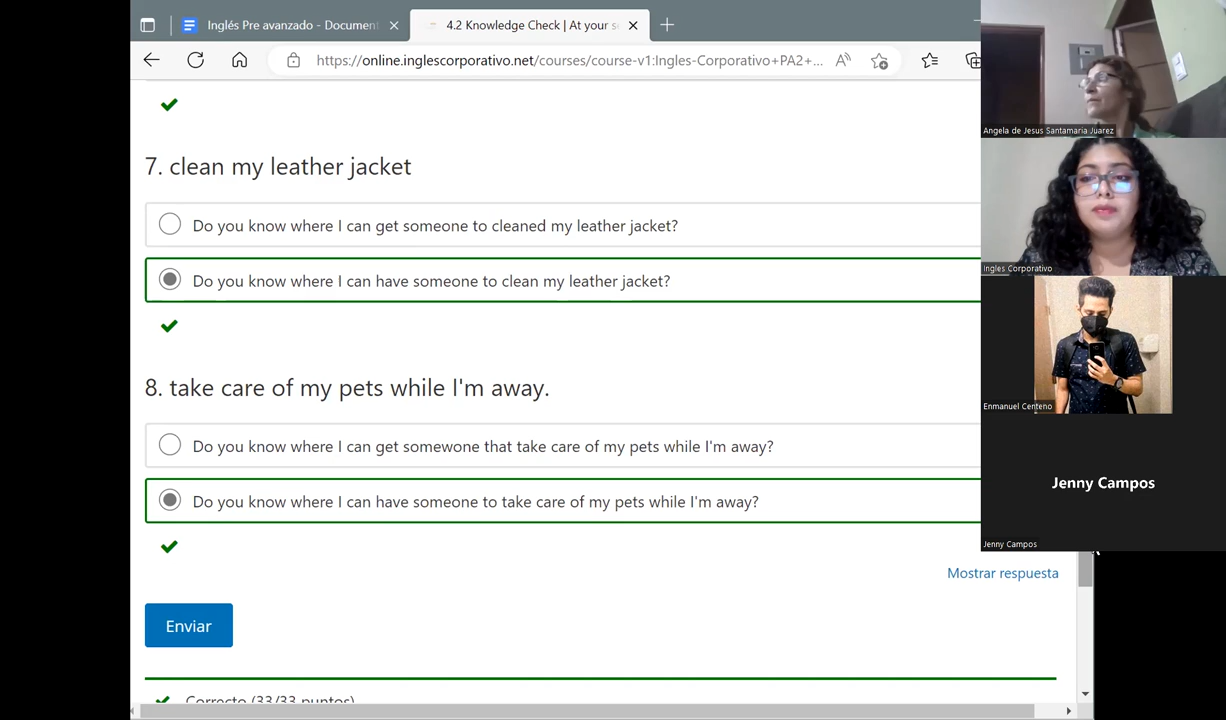 Inglés Pre avanzado - Document
4.2 Knowledge Check | At your se
https://online.inglescorporativo.net/courses/course-v1:Ingles-Corporativo+PA2+...
7. clean my leather jacket
Do you know where I can get someone to cleaned my leather jacket?
Do you know where I can have someone to clean my leather jacket?
8. take care of my pets while I'm away.
Do you know where I can get somewone that take care of my pets while I'm away?
Do you know where I can have someone to take care of my pets while I'm away?
Mostrar respuesta
Enviar
Correcto (33/33 puntos)
Angela de Jesus Santamaria Juarez
Ingles Corporativo
Enmanuel Centeno
Jenny Campos
Jenny Campos